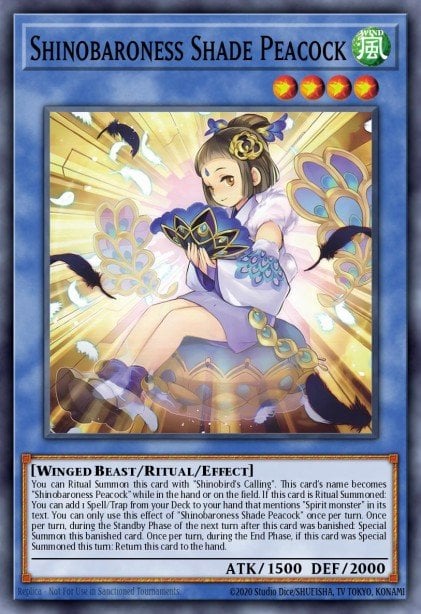 SHINOBARONESS SHADE PEACOCK
WIND
風
[WINGED BEAST/RITUAL/EFFECT]
You can Ritual Summon this card with "Shinobird's Calling". This card's name becomes
"Shinobaroness Peacock" while in the hand or on the field. If this card is Ritual Summoned:
You can add 1 Spell/Trap from your Deck to your hand that mentions "Spirit monster" in its
text. You can only use this effect of "Shinobaroness Shade Peacock" once per turn. Once
per turn, during the Standby Phase of the next turn after this card was banished: Special
Summon this banished card. Once per turn, during the End Phase, if this card was Special
Summoned this turn: Return this card to the hand.
ATK/1500 DEF/2000
Replica - Not For Use in Sanctioned Tournaments.
©2020 Studio Dice/SHUEISHA, TV TOKYO, KONAMI